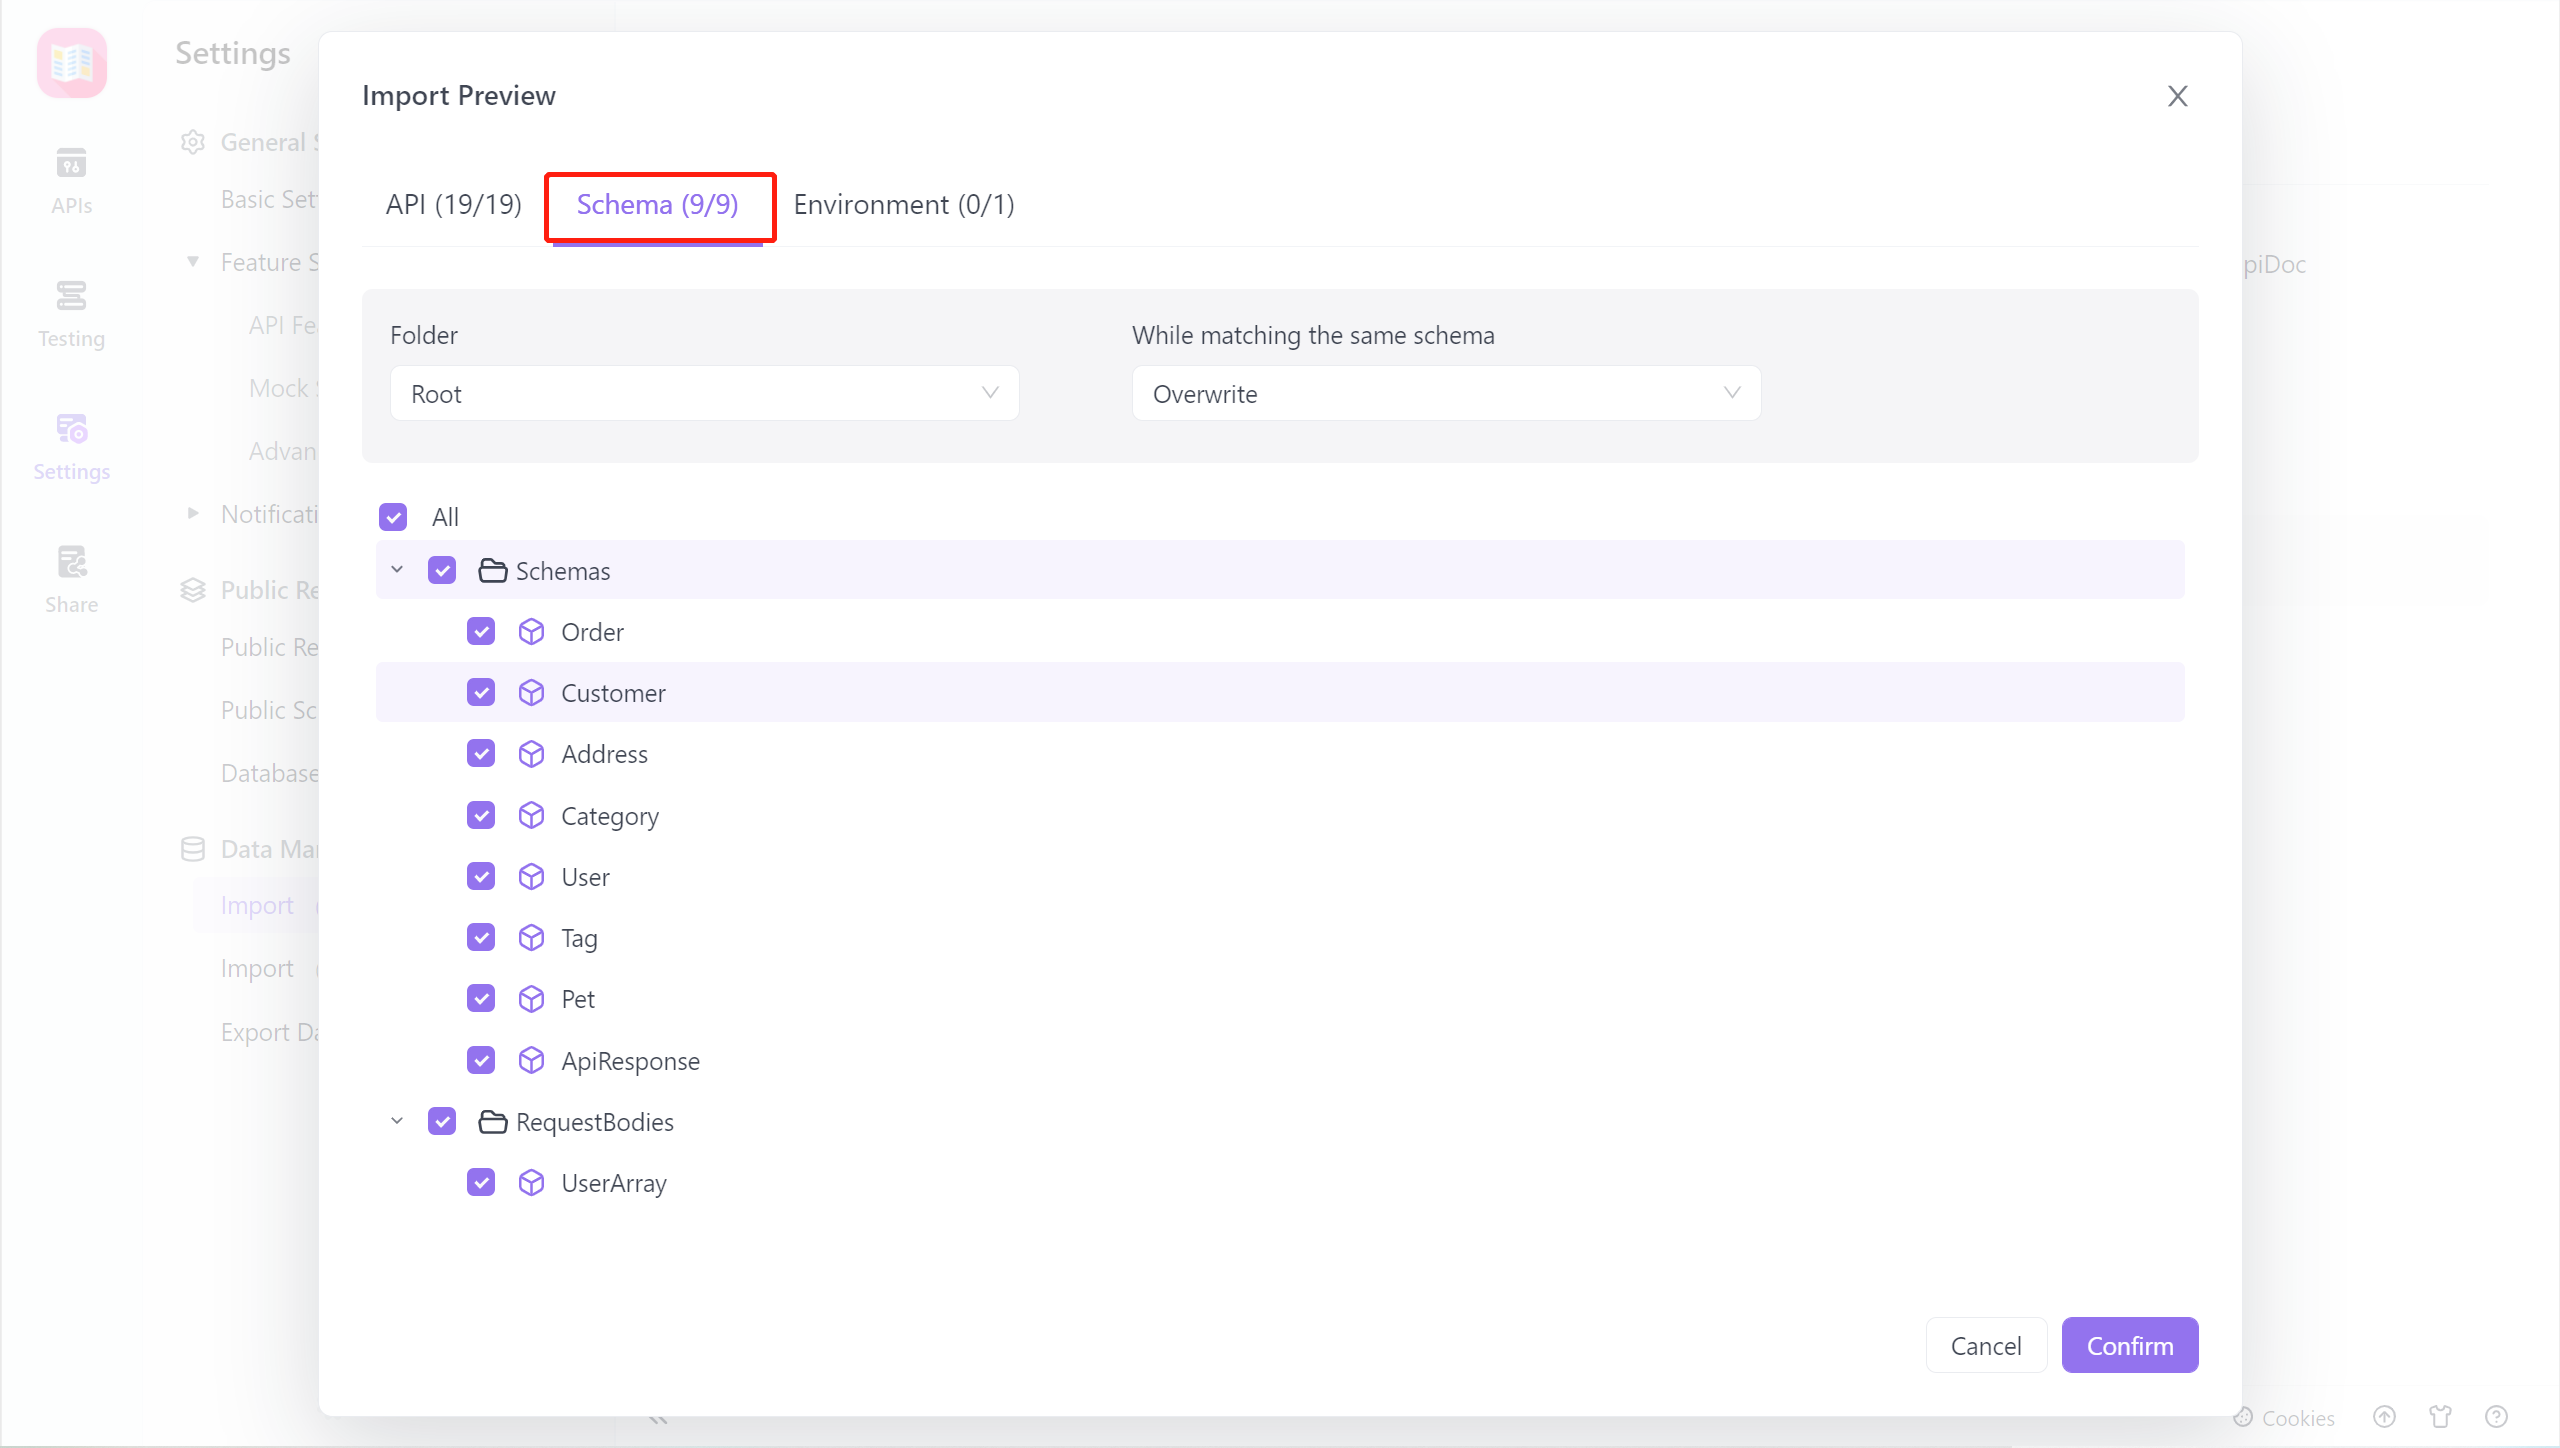 Settings
General
Basic Set
Feature S
API Fe
Mock
Advan
Notificati
Public Re
Public Re
Public Sc
Database
Data Ma
Import
Import
Export Da
APIs
Testing
Settings
Share
Import Preview
API (19/19)
Schema (9/9)
Environment (0/1)
Folder
While matching the same schema
Root
Overwrite
All
Schemas
Order
Customer
Address
Category
User
Tag
Pet
ApiResponse
RequestBodies
UserArray
Cancel
Confirm
piDoc
Cookies